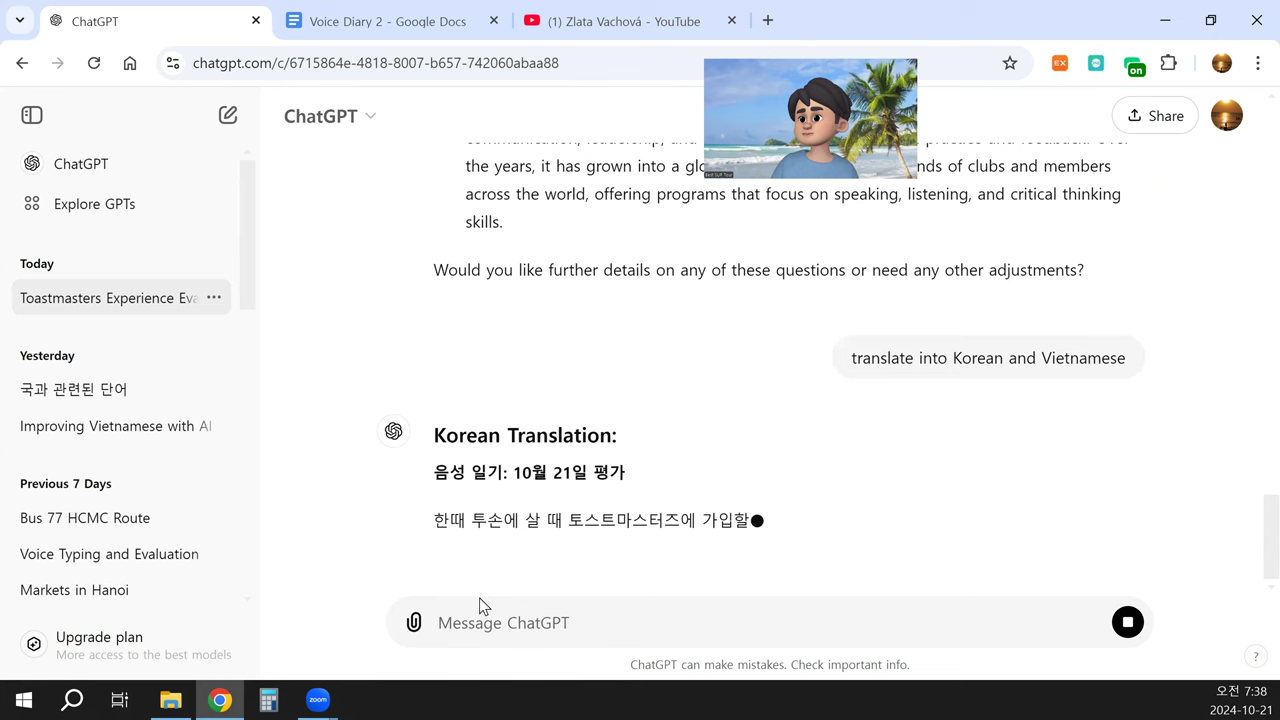 ChatGPT
Voice Diary 2 - Google Docs
(1) Zlata Vachová - YouTube
chatgpt.com/c/6715864e-4818-8007-b657-742060abaa88
EX
on
ChatGPT
Share
ChatGPT
Explore GPTs
Today
Toastmasters Experience Eva
Yesterday
국과 관련된 단어
Improving Vietnamese with AI
Previous 7 Days
Bus 77 HCMC Route
Voice Typing and Evaluation
Markets in Hanoi
Upgrade plan
More access to the best models
the years, it has grown into a nds of clubs and members
across the world, offering programs that focus on speaking, listening, and critical thinking
skills.
Would you like further details on any of these questions or need any other adjustments?
translate into Korean and Vietnamese
Korean Translation:
음성 일기: 10월 21일 평가
한때 투손에 살 때 토스트마스터즈에 가입할
Message ChatGPT
ChatGPT can make mistakes. Check important info.
?
zoom
오전 7:38
2024-10-21